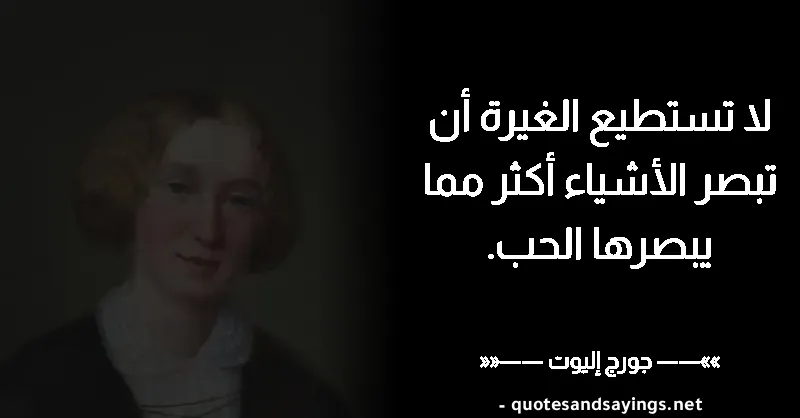 لا تستطيع الغيرة أن
تبصر الأشياء أكثر مما
يبصرها الحب.
»»—— جورج إليوت ——««
- quotesandsayings.net